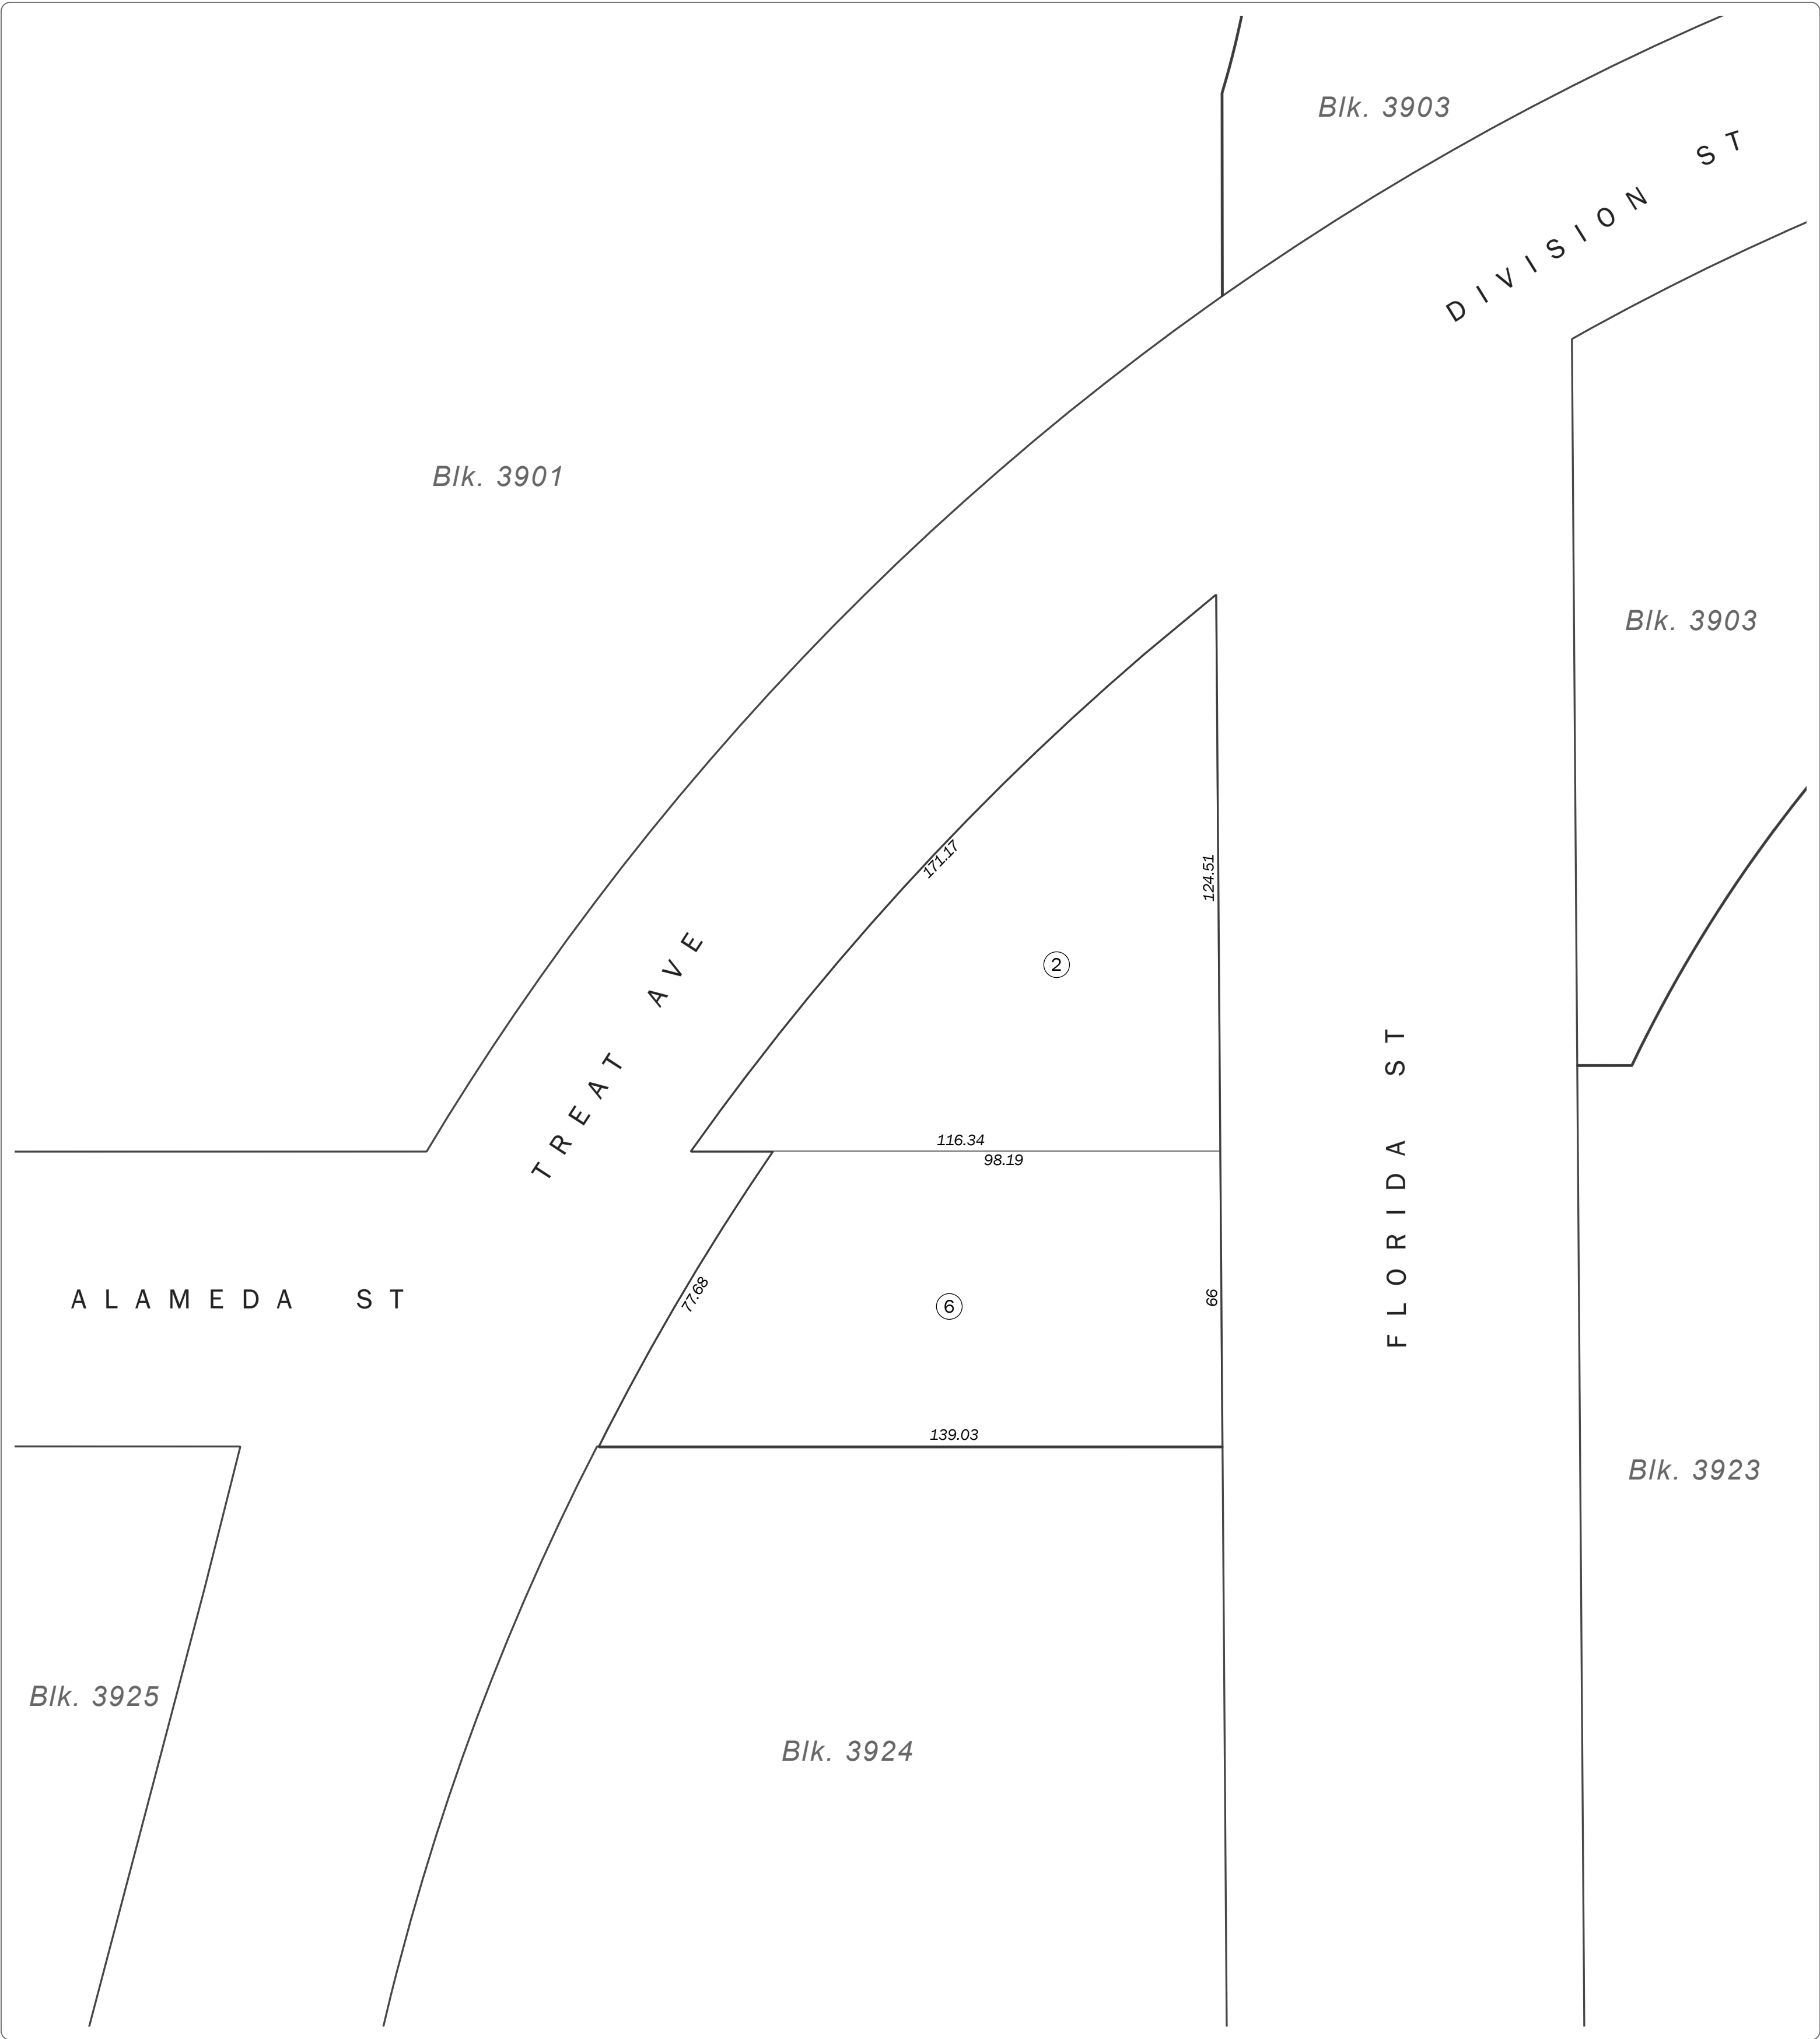 Blk. 3903
DIVISION ST
Blk. 3901
Blk. 3903
171.17
124.51
2
TREAT AVE
FLORIDA ST
116.34
98.19
ALAMEDA ST
77.68
6
66
139.03
Blk. 3923
Blk. 3925
Blk. 3924